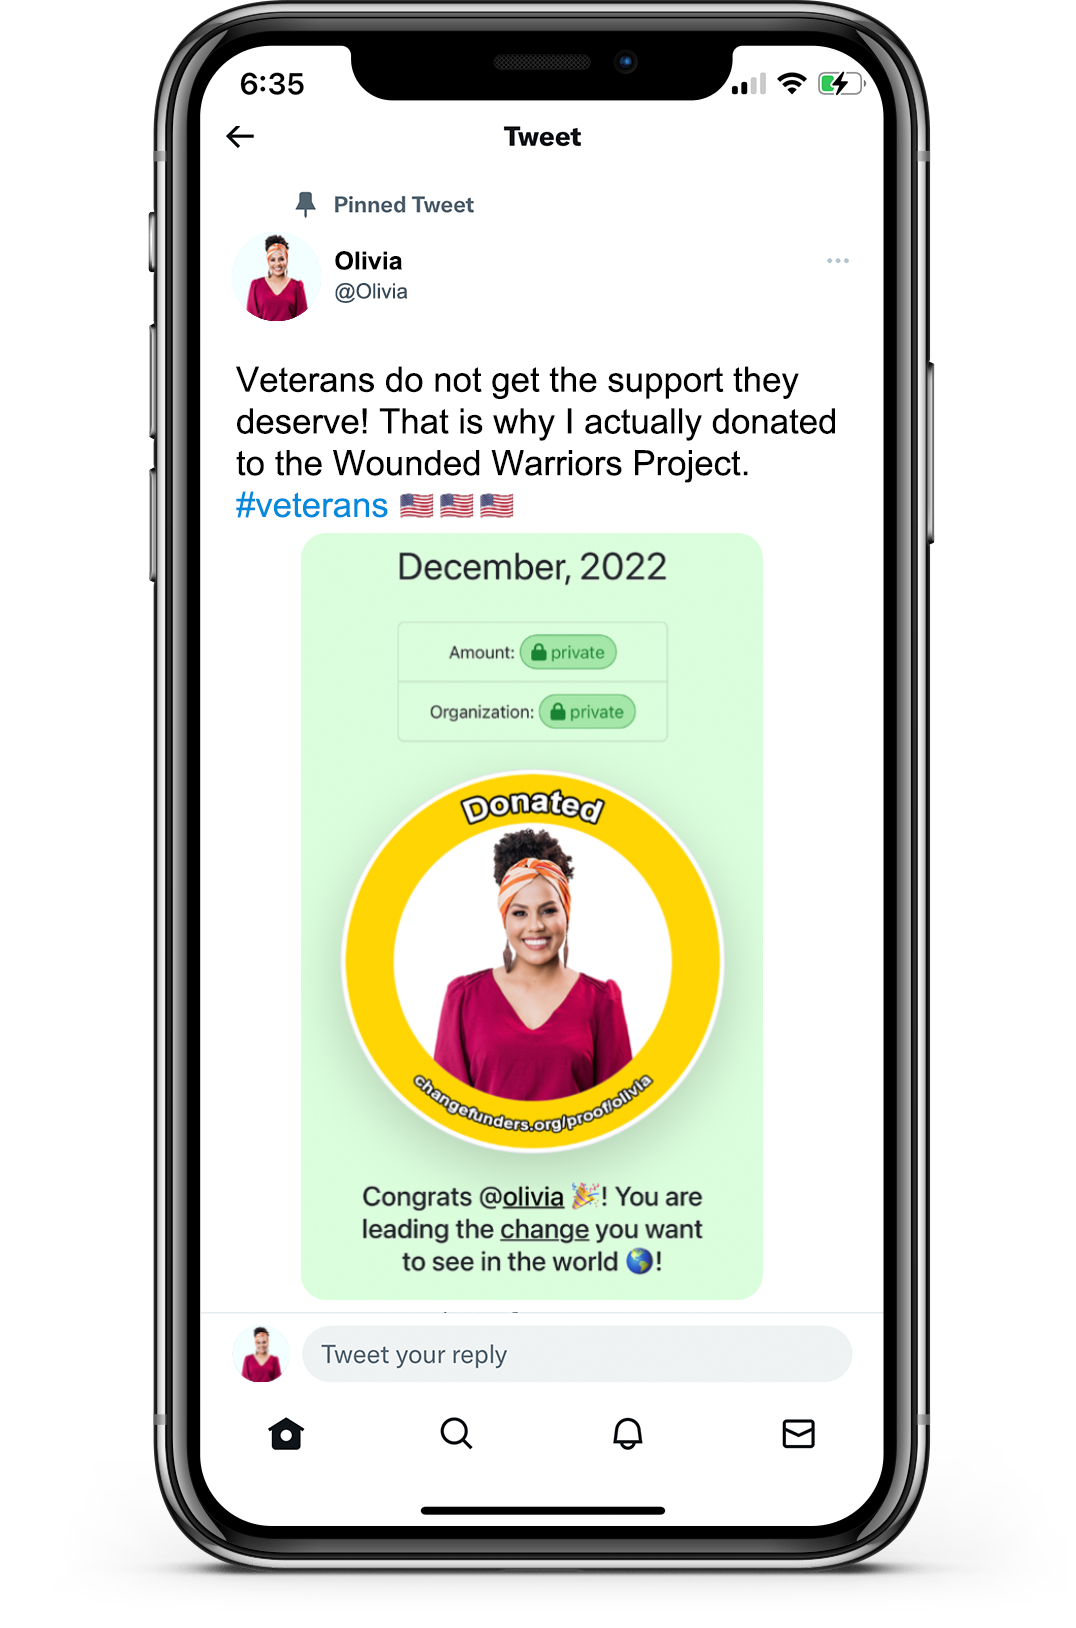 6:35
Tweet
Pinned Tweet
Olivia
@Olivia
Veterans do not get the support they
deserve! That is why I actually donated
to the Wounded Warriors Project.
#veterans 🇺🇸🇺🇸🇺🇸
December, 2022
Amount: 🔒 private
Organization: 🔒 private
Donated
changefunders.org/proof/olivia
Congrats @olivia 🎉! You are
leading the change you want
to see in the world 🌎!
Tweet your reply